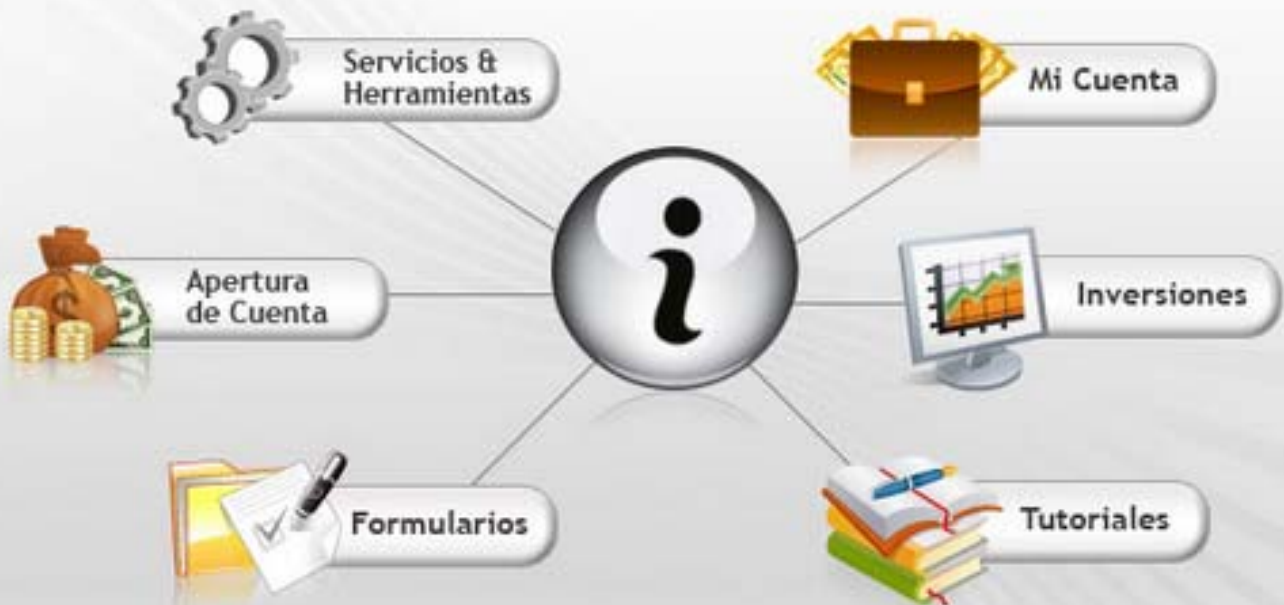 Servicios &
Herramientas
Mi Cuenta
Apertura
de Cuenta
Inversiones
Formularios
Tutoriales